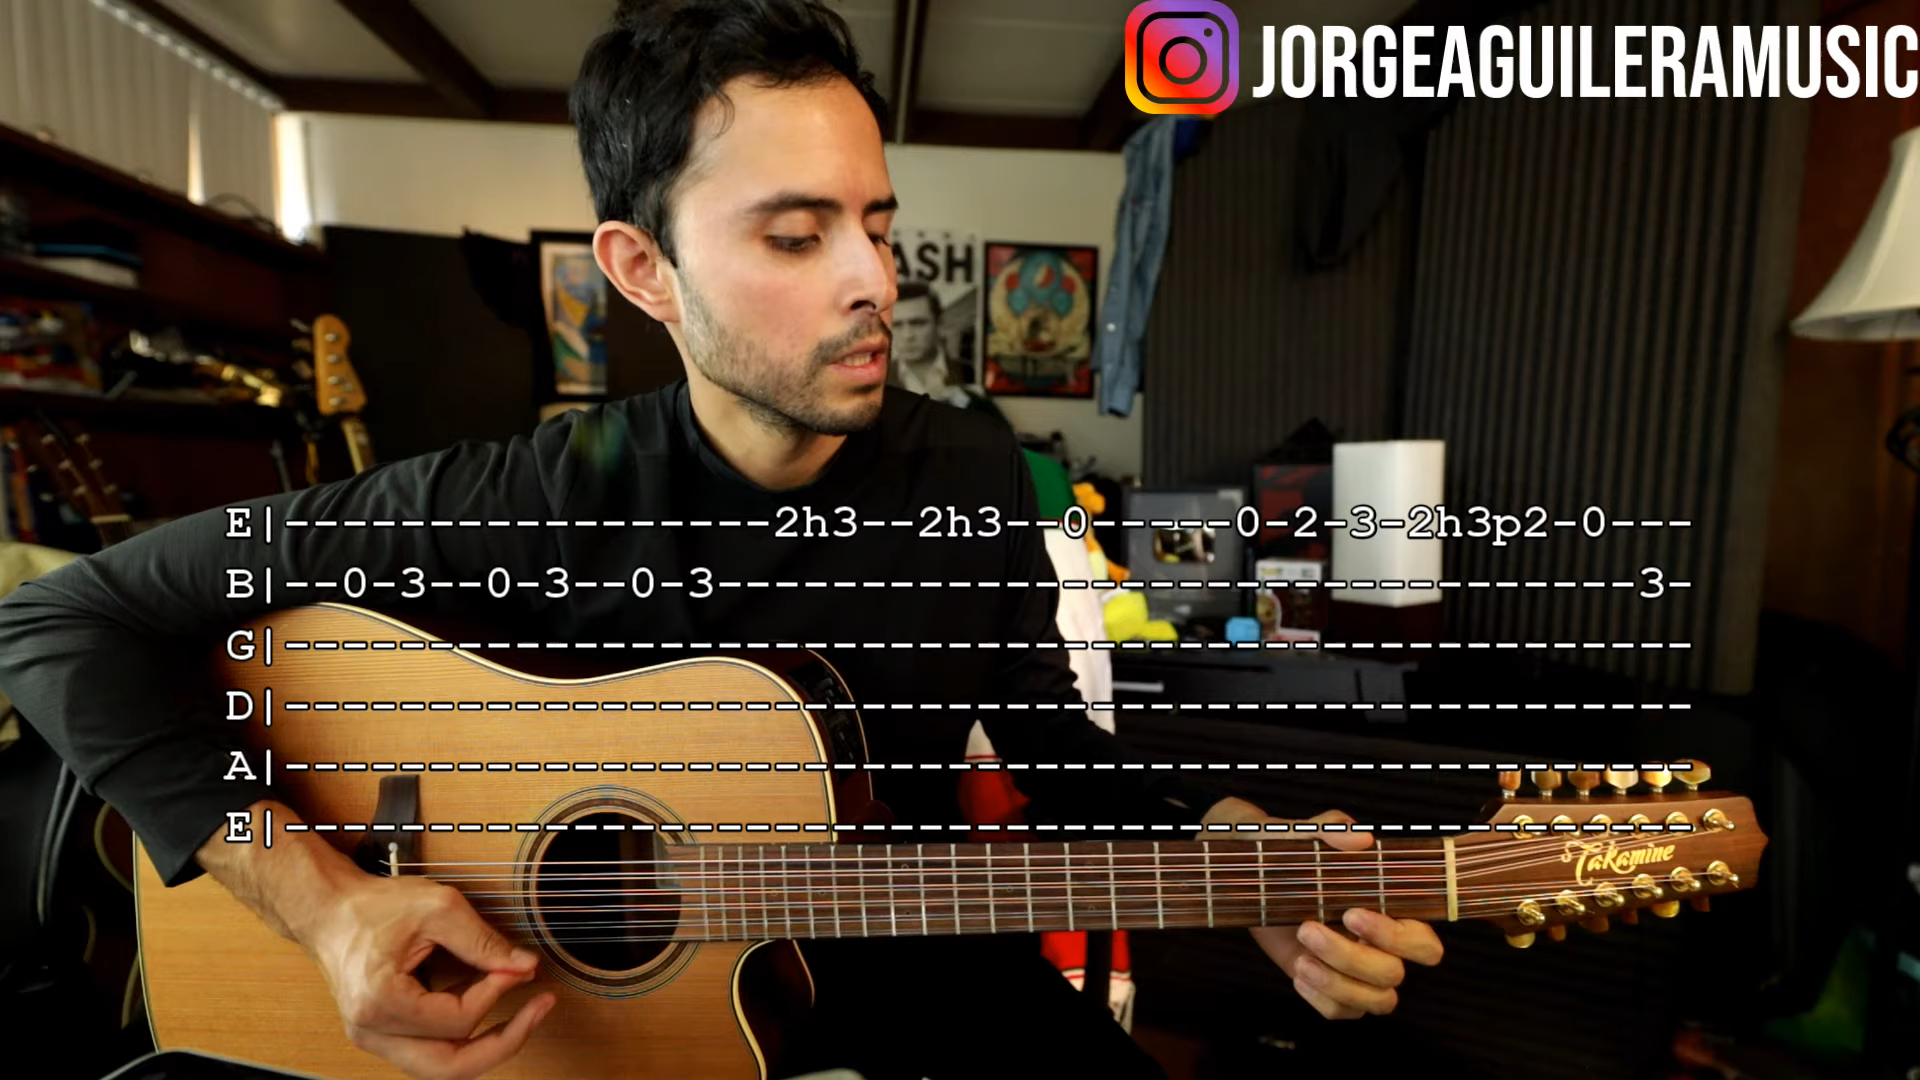 JORGEAGUILERAMUSIC
ASH
E|-----------------2h3--2h3--0-----0-2-3-2h3p2-0---
B|--0-3--0-3--0-3--------------------------------3-
G|-------------------------------------------------
D|-------------------------------------------------
A|-------------------------------------------------
E|-------------------------------------------------
Takamine